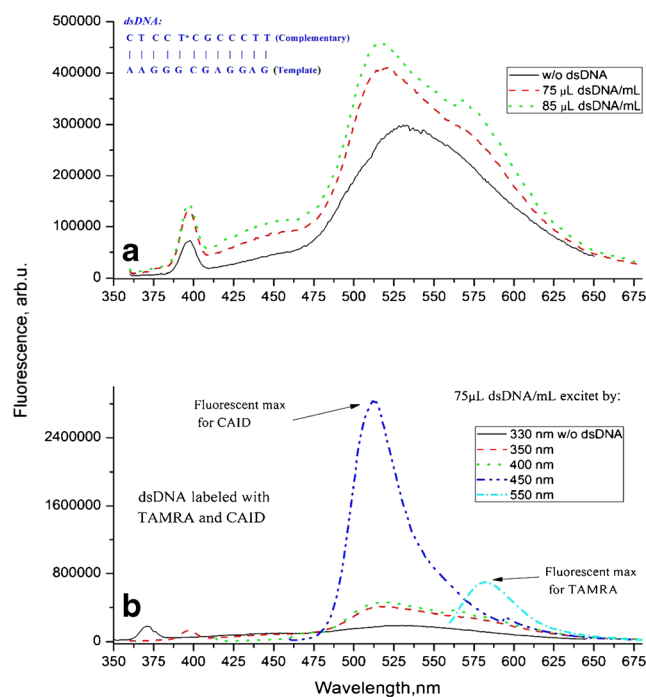 dsDNA:
C T C C T* C G C C C T T (Complementary)
A A G G G C G A G G A G (Template)
w/o dsDNA
75 μL dsDNA/mL
85 μL dsDNA/mL
500000
400000
300000
200000
100000
0
a
350 375 400 425 450 475 500 525 550 575 600 625 650 675
Fluorescence, arb.u.
75μL dsDNA/mL excitet by:
Fluorescent max
for CAID
330 nm w/o dsDNA
350 nm
400 nm
450 nm
550 nm
dsDNA labeled with
TAMRA and CAID
Fluorescent max
for TAMRA
2400000
1600000
800000
0
b
350 375 400 425 450 475 500 525 550 575 600 625 650 675
Wavelength,nm